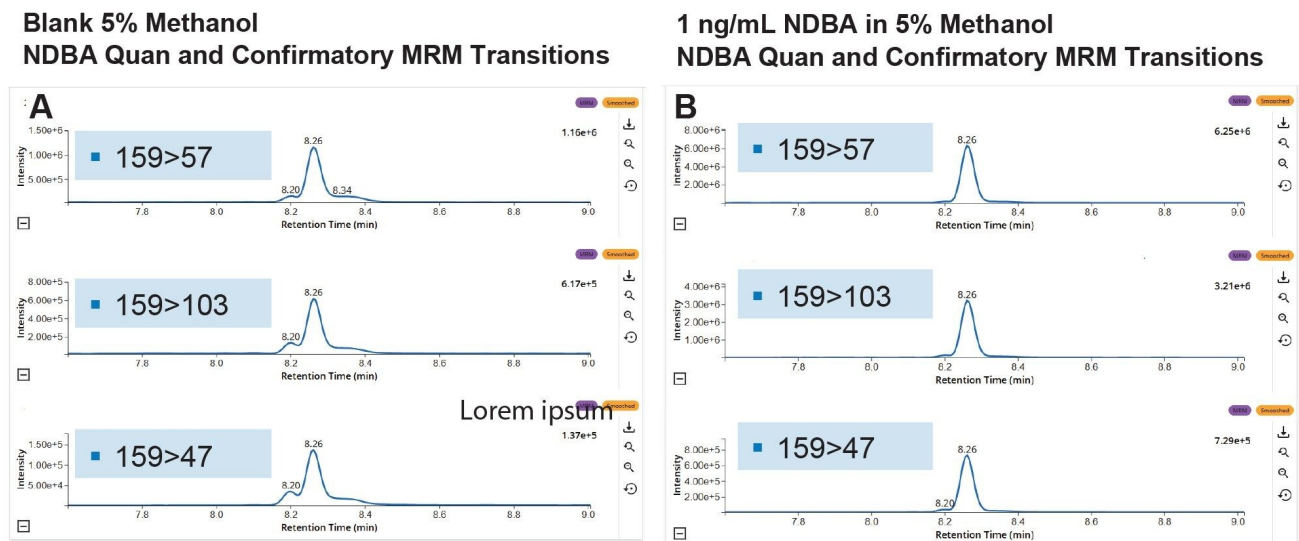 Blank 5% Methanol
NDBA Quan and Confirmatory MRM Transitions
A
MRM Smoothed
1.16e+6
159>57
Intensity
1.50e+6
1.00e+6
5.00e+5
8.20 8.26 8.34
7.8 8.0 8.2 8.4 8.6 8.8 9.0
Retention Time (min)
MRM Smoothed
6.17e+5
159>103
Intensity
8.00e+5
6.00e+5
4.00e+5
2.00e+5
8.20 8.26
7.8 8.0 8.2 8.4 8.6 8.8 9.0
Retention Time (min)
Lorem ipsum
MRM Smoothed
1.37e+5
159>47
Intensity
1.50e+5
1.00e+5
5.00e+4
8.20 8.26
7.8 8.0 8.2 8.4 8.6 8.8 9.0
Retention Time (min)
1 ng/mL NDBA in 5% Methanol
NDBA Quan and Confirmatory MRM Transitions
B
MRM Smoothed
6.25e+6
159>57
Intensity
8.00e+6
6.00e+6
4.00e+6
2.00e+6
8.26
7.8 8.0 8.2 8.4 8.6 8.8 9.0
Retention Time (min)
MRM Smoothed
3.21e+6
159>103
Intensity
4.00e+6
3.00e+6
2.00e+6
1.00e+6
8.26
7.8 8.0 8.2 8.4 8.6 8.8 9.0
Retention Time (min)
MRM Smoothed
7.29e+5
159>47
Intensity
8.00e+5
6.00e+5
4.00e+5
2.00e+5
8.20 8.26
7.8 8.0 8.2 8.4 8.6 8.8 9.0
Retention Time (min)